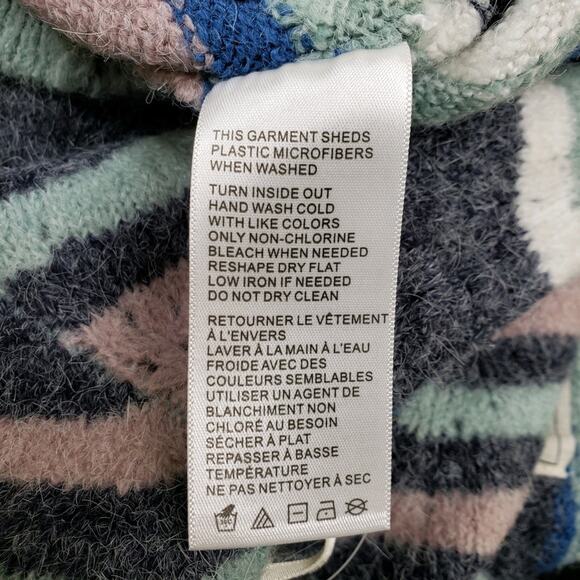 THIS GARMENT SHEDS
PLASTIC MICROFIBERS
WHEN WASHED
TURN INSIDE OUT
HAND WASH COLD
WITH LIKE COLORS
ONLY NON-CHLORINE
BLEACH WHEN NEEDED
RESHAPE DRY FLAT
LOW IRON IF NEEDED
DO NOT DRY CLEAN
RETOURNER LE VÊTEMENT
À L'ENVERS
LAVER À LA MAIN À L'EAU
FROIDE AVEC DES
COULEURS SEMBLABLES
UTILISER UN AGENT DE
BLANCHIMENT NON
CHLORÉ AU BESOIN
SÉCHER À PLAT
REPASSER À BASSE
TEMPÉRATURE
NE PAS NETTOYER À SEC